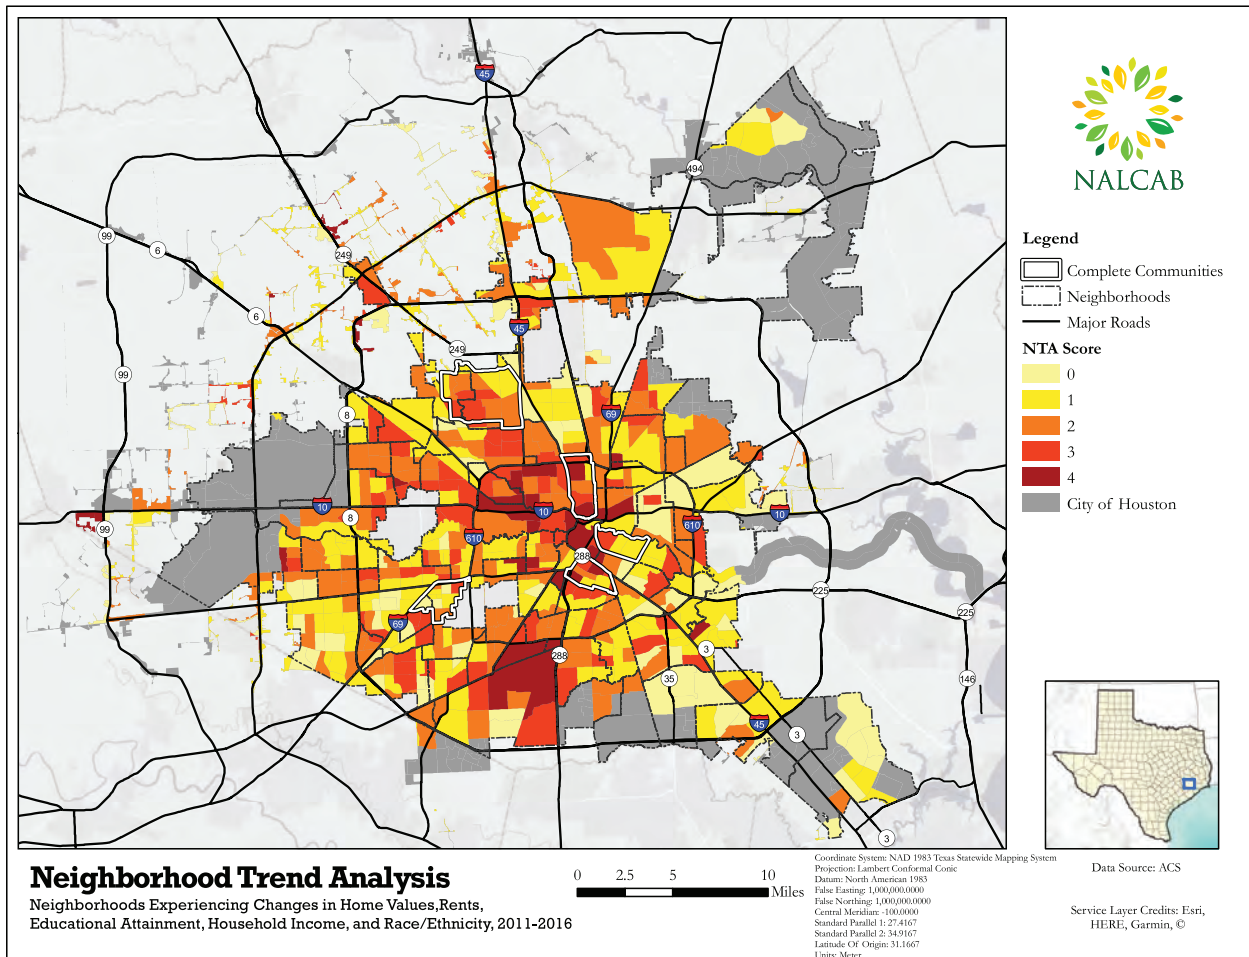 45
494
99
6
249
6
45
249
99
8
69
10
8
10
610
610
10
99
288
225
225
69
288
3
35
146
45
3
3
NALCAB
Legend
Complete Communities
Neighborhoods
Major Roads
NTA Score
0
1
2
3
4
City of Houston
Neighborhood Trend Analysis
Neighborhoods Experiencing Changes in Home Values,Rents,
Educational Attainment, Household Income, and Race/Ethnicity, 2011-2016
0 2.5 5 10
Miles
Coordinate System: NAD 1983 Texas Statewide Mapping System
Projection: Lambert Conformal Conic
Datum: North American 1983
False Easting: 1,000,000.0000
False Northing: 1,000,000.0000
Central Meridian: -100.0000
Standard Parallel 1: 27.4167
Standard Parallel 2: 34.9167
Latitude Of Origin: 31.1667
Units: Meter
Data Source: ACS
Service Layer Credits: Esri,
HERE, Garmin, ©